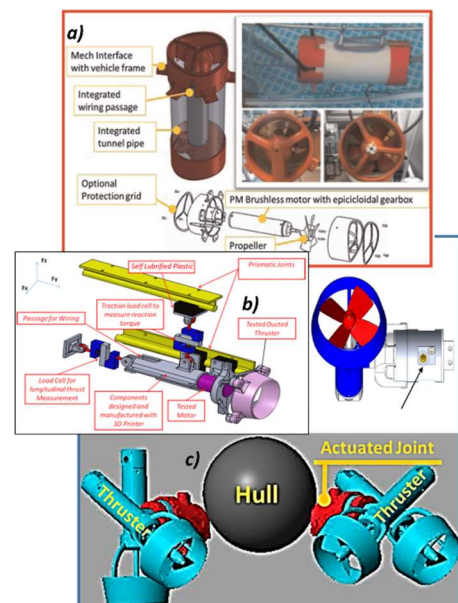 a)
Mech Interface
with vehicle frame
Integrated
wiring passage
Integrated
tunnel pipe
Optional
Protection grid
PM Brushless motor with epicicloidal gearbox
Propeller
Fz
Fx
Fy
Self Lubrified Plastic
Prismatic Joints
b)
Traction load cell to
measure reaction
torque
Passage for Wiring
Tested Ducted
Thruster
Load Cell for
longitudinal thrust
Measurement
Components
designed and
manufactured with
3D Printer
Tested
Motor
c)
Actuated Joint
Thruster
Hull
Thruster